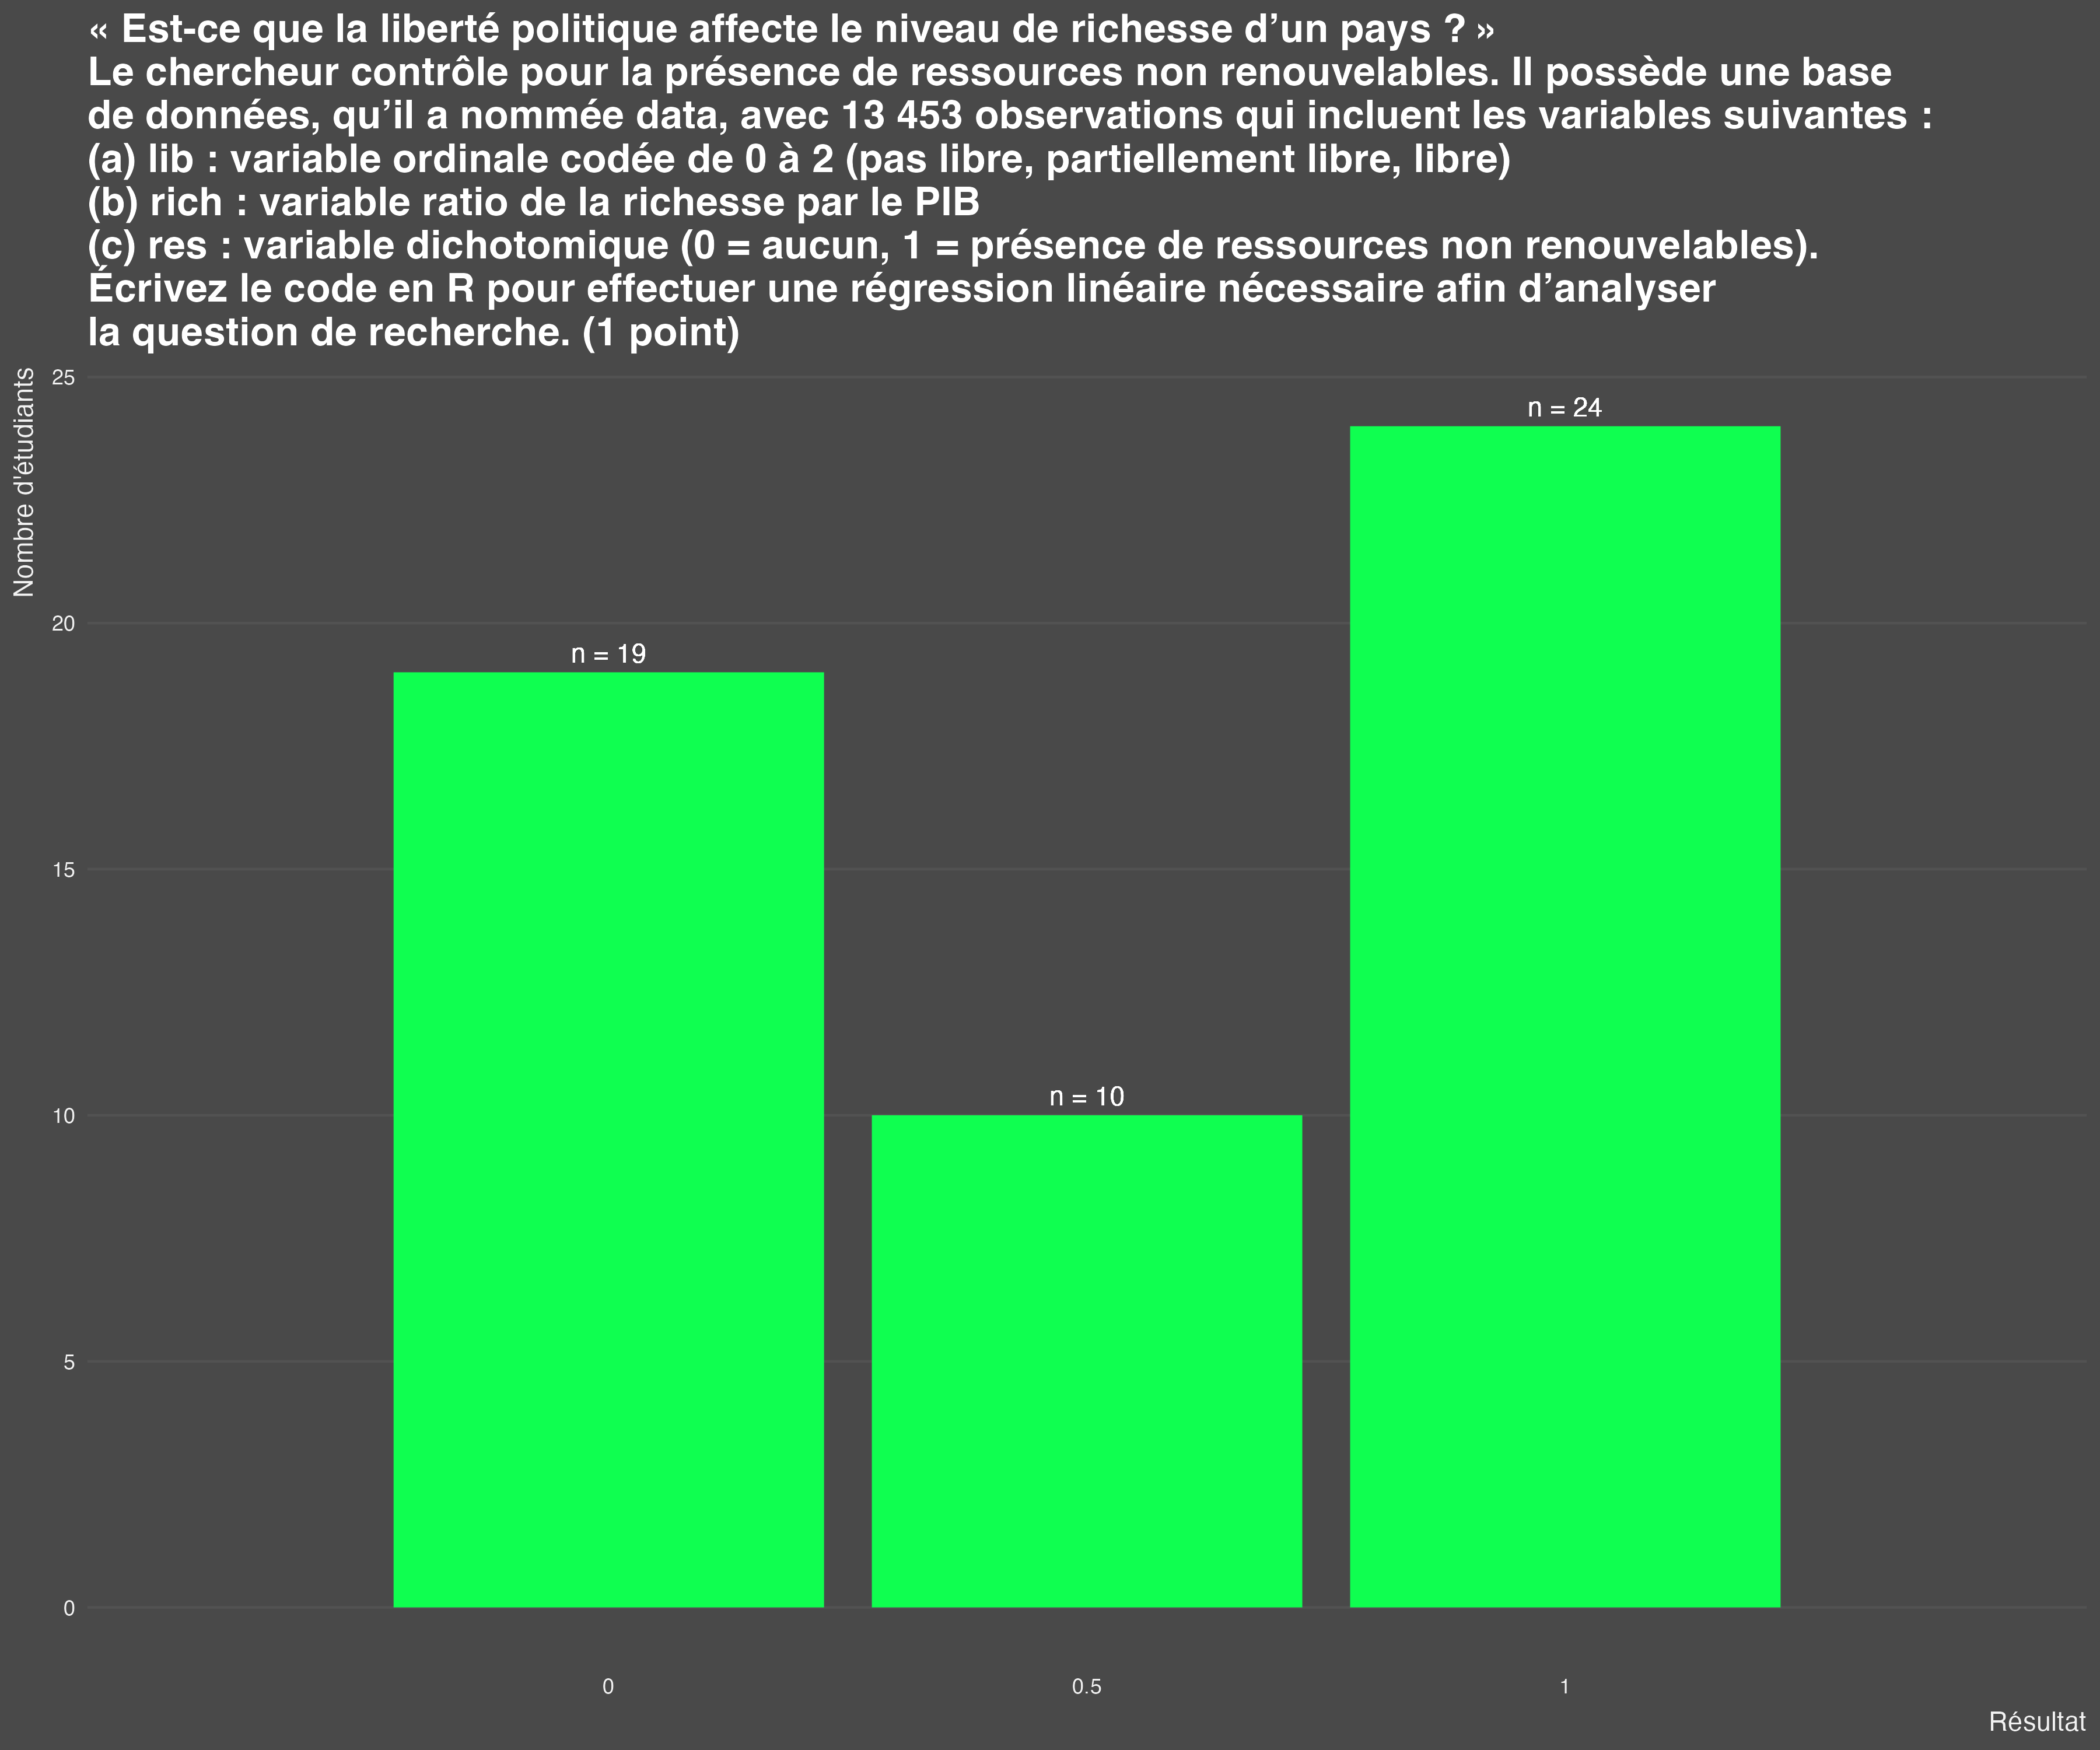 « Est-ce que la liberté politique affecte le niveau de richesse d’un pays ? »
Le chercheur contrôle pour la présence de ressources non renouvelables. Il possède une base
de données, qu’il a nommée data, avec 13 453 observations qui incluent les variables suivantes :
(a) lib : variable ordinale codée de 0 à 2 (pas libre, partiellement libre, libre)
(b) rich : variable ratio de la richesse par le PIB
(c) res : variable dichotomique (0 = aucun, 1 = présence de ressources non renouvelables).
Écrivez le code en R pour effectuer une régression linéaire nécessaire afin d’analyser
la question de recherche. (1 point)
Nombre d'étudiants
25
20
15
10
5
0
n = 19
n = 10
n = 24
0
0.5
1
Résultat